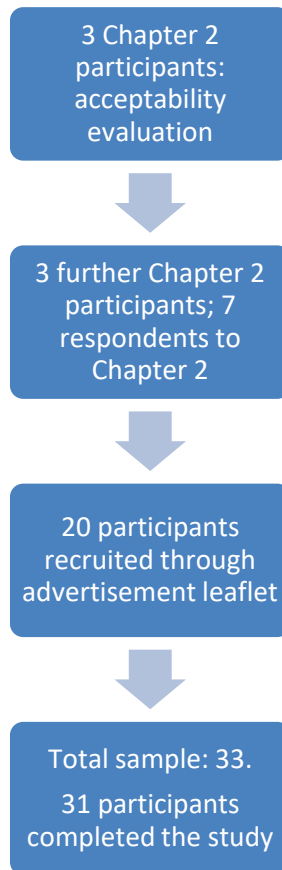 3 Chapter 2
participants:
acceptability
evaluation
3 further Chapter 2
participants; 7
respondents to
Chapter 2
20 participants
recruited through
advertisement leaflet
Total sample: 33.
31 participants
completed the study